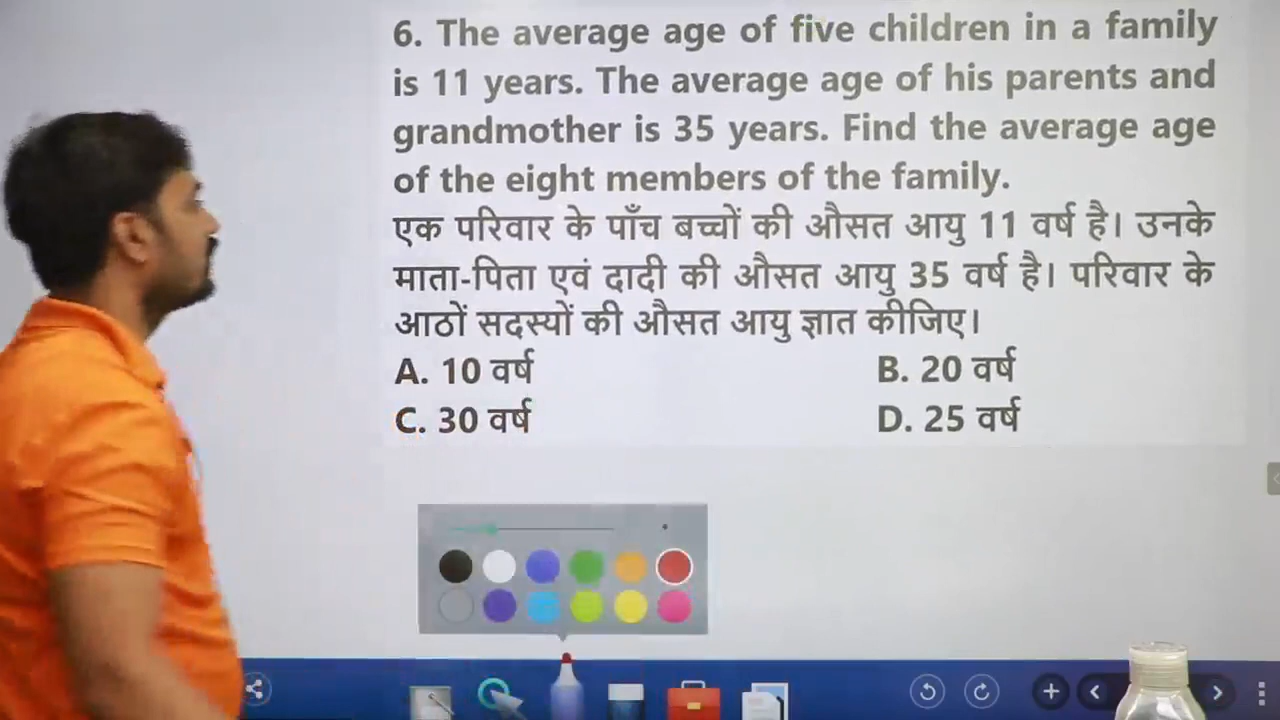 6. The average age of five children in a family
is 11 years. The average age of his parents and
grandmother is 35 years. Find the average age
of the eight members of the family.
एक परिवार के पाँच बच्चों की औसत आयु 11 वर्ष है। उनके
माता-पिता एवं दादी की औसत आयु 35 वर्ष है। परिवार के
आठों सदस्यों की औसत आयु ज्ञात कीजिए।
A. 10 वर्ष B. 20 वर्ष
C. 30 वर्ष D. 25 वर्ष